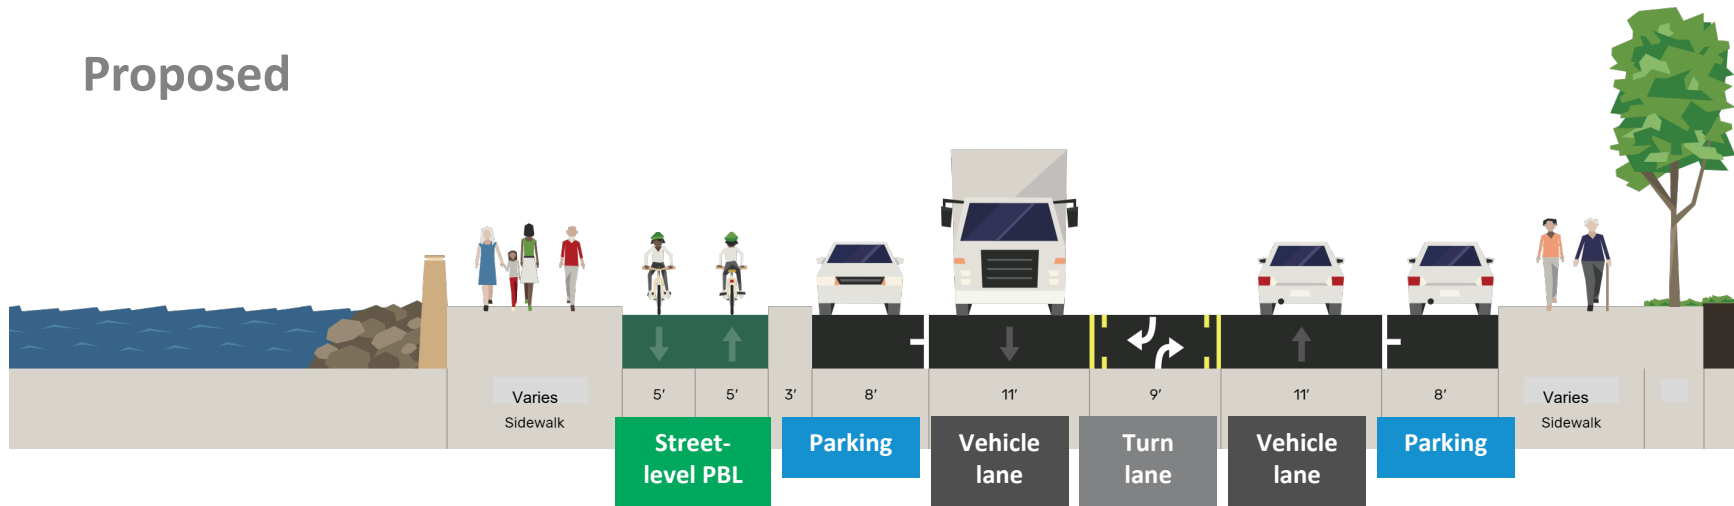 Proposed
Varies
Sidewalk
5’
5’
3’
8’
11’
9’
11’
8’
Varies
Sidewalk
Street-
level PBL
Parking
Vehicle
lane
Turn
lane
Vehicle
lane
Parking